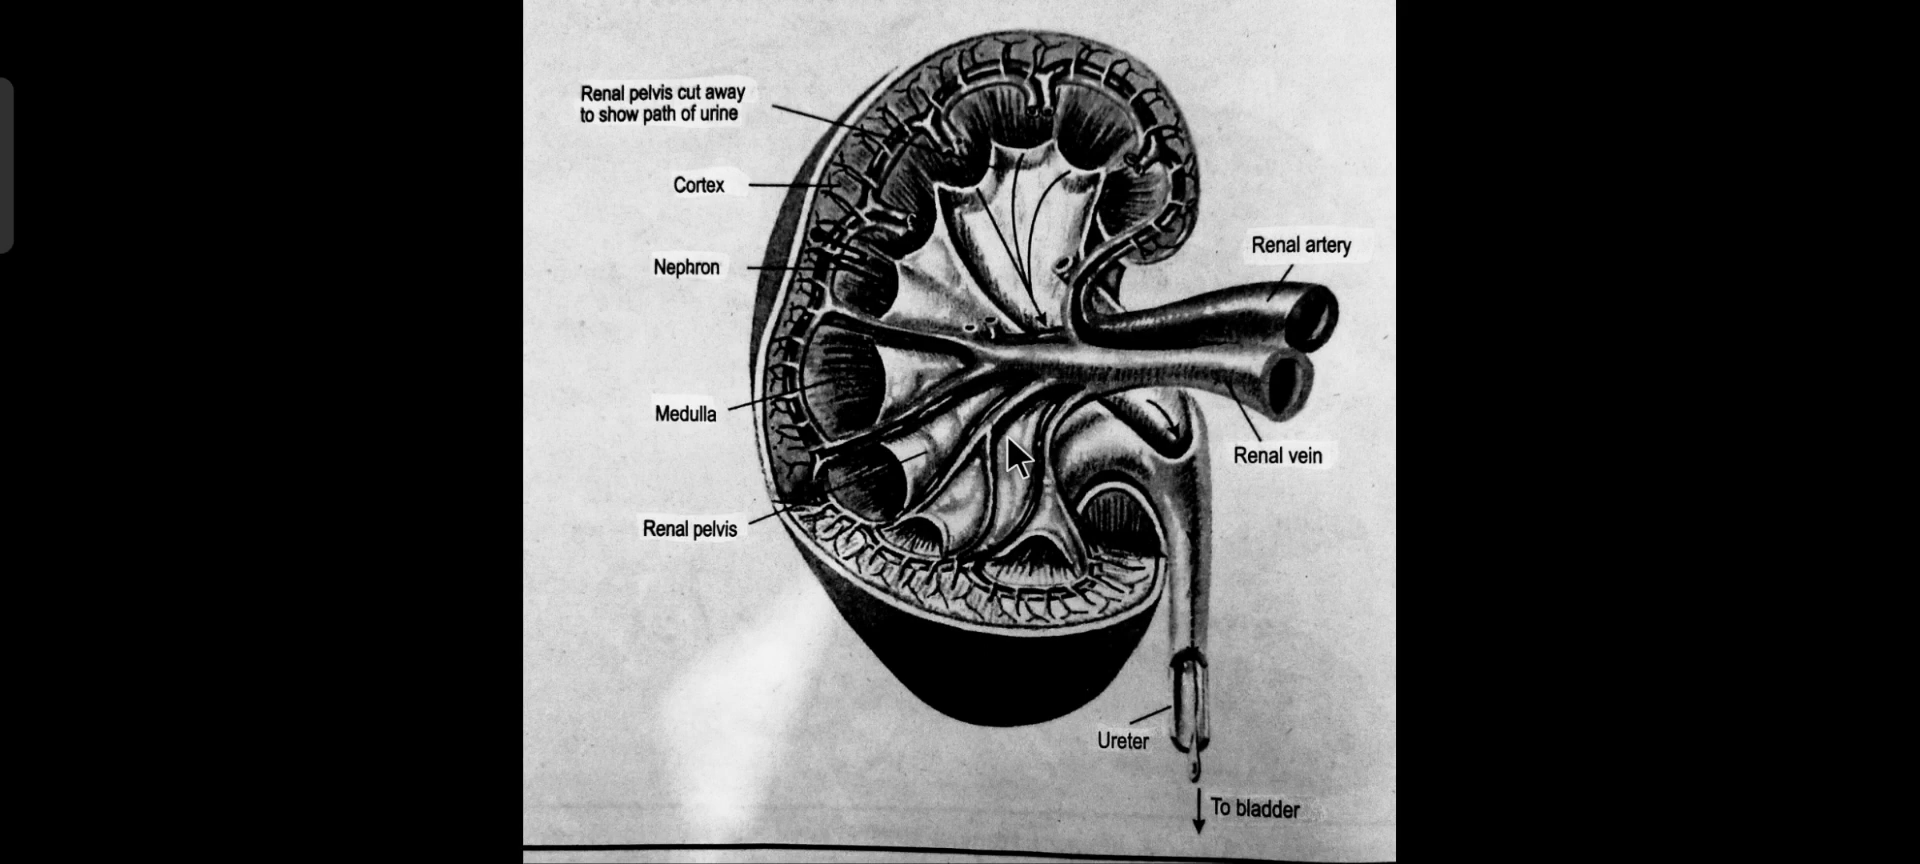 Renal pelvis cut away
to show path of urine
Cortex
Nephron
Renal artery
Medulla
Renal vein
Renal pelvis
Ureter
To bladder